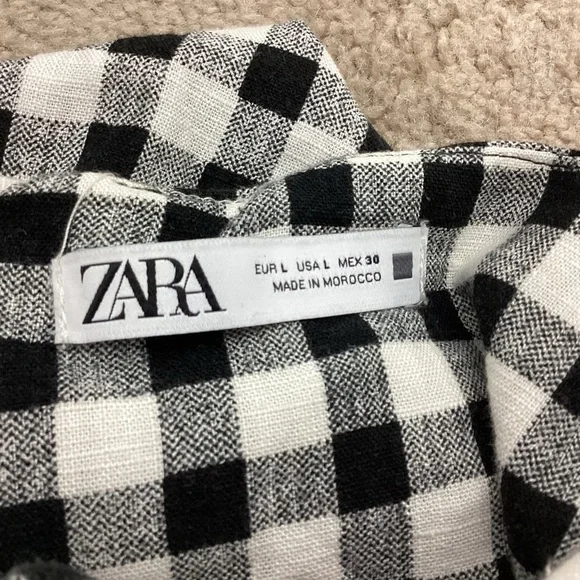 ZARA
EUR L USA L MEX 30
MADE IN MOROCCO